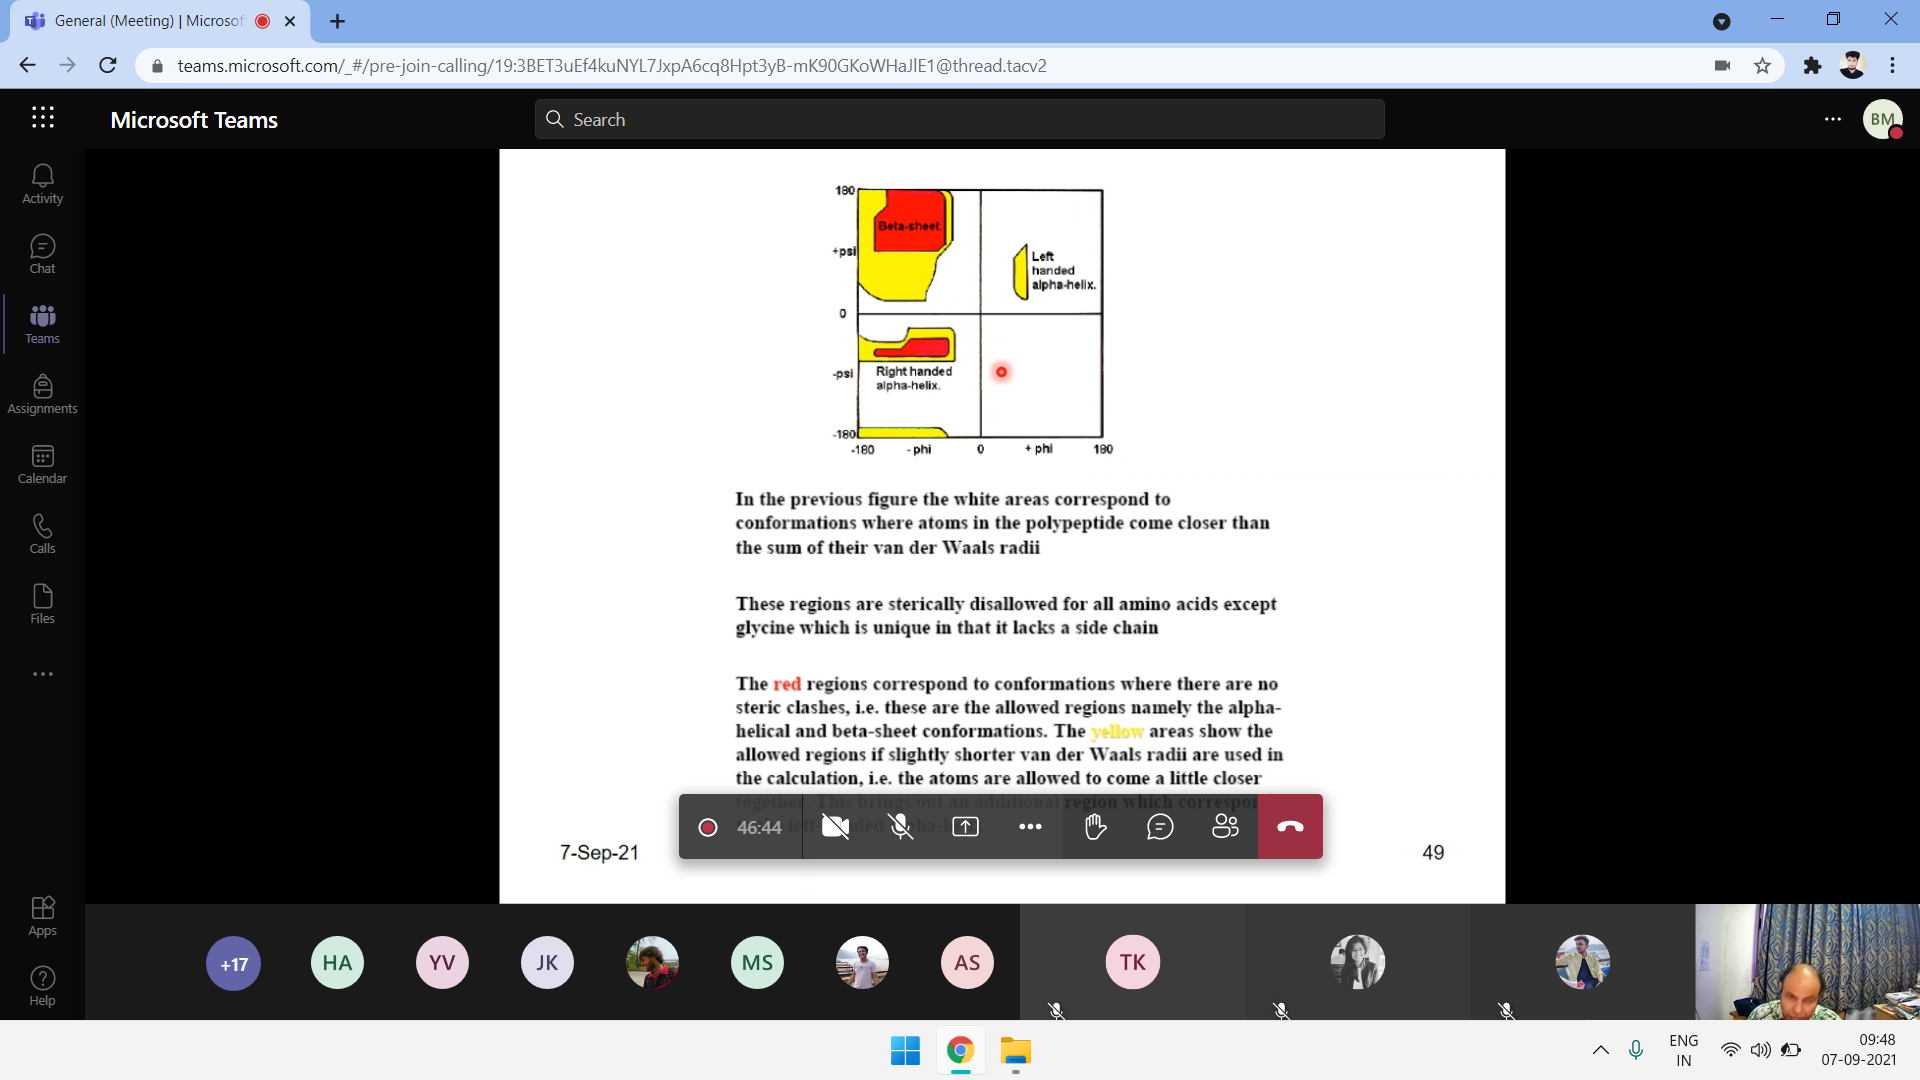 General (Meeting) | Microsof
teams.microsoft.com/_#/pre-join-calling/19:3BET3uEf4kuNYL7JxpA6cq8Hpt3yB-mK90GKoWHaJlE1@thread.tacv2
Microsoft Teams
Search
BM
Activity
Chat
Teams
Assignments
Calendar
Calls
Files
Apps
Help
180
+psi
0
-psi
-180
Beta-sheet.
Left
handed
alpha-helix.
Right handed
alpha-helix.
-180
- phi
0
+ phi
180
In the previous figure the white areas correspond to
conformations where atoms in the polypeptide come closer than
the sum of their van der Waals radii
These regions are sterically disallowed for all amino acids except
glycine which is unique in that it lacks a side chain
The red regions correspond to conformations where there are no
steric clashes, i.e. these are the allowed regions namely the alpha-
helical and beta-sheet conformations. The yellow areas show the
allowed regions if slightly shorter van der Waals radii are used in
the calculation, i.e. the atoms are allowed to come a little closer
together. This brings out an additional region which correspon
46:44
7-Sep-21
49
+17
HA
YV
JK
MS
AS
TK
ENG
IN
09:48
07-09-2021